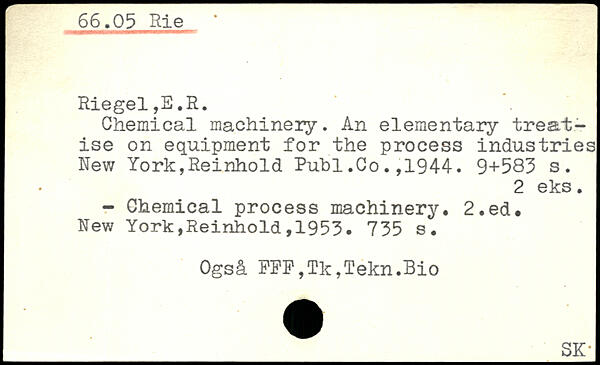 66.05 Rie
Riegel,E.R.
Chemical machinery. An elementary treat-
ise on equipment for the process industries
New York,Reinhold Publ.Co.,1944. 9+583 s.
2 eks.
- Chemical process machinery. 2.ed.
New York,Reinhold,1953. 735 s.
Også FFF,Tk,Tekn.Bio
SK